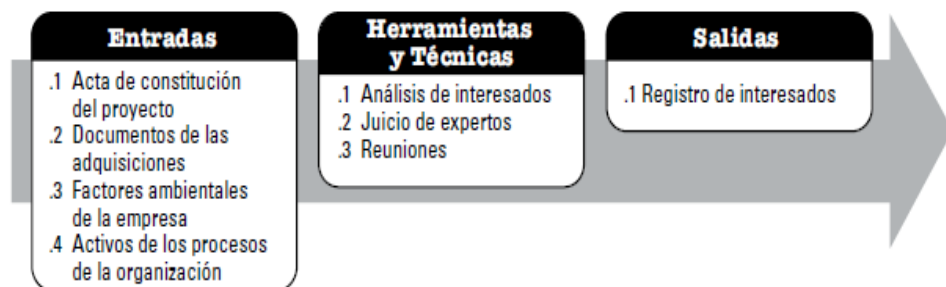 Entradas
.1 Acta de constitución
del proyecto
.2 Documentos de las
adquisiciones
.3 Factores ambientales
de la empresa
.4 Activos de los procesos
de la organización
Herramientas
y Técnicas
.1 Análisis de interesados
.2 Juicio de expertos
.3 Reuniones
Salidas
.1 Registro de interesados